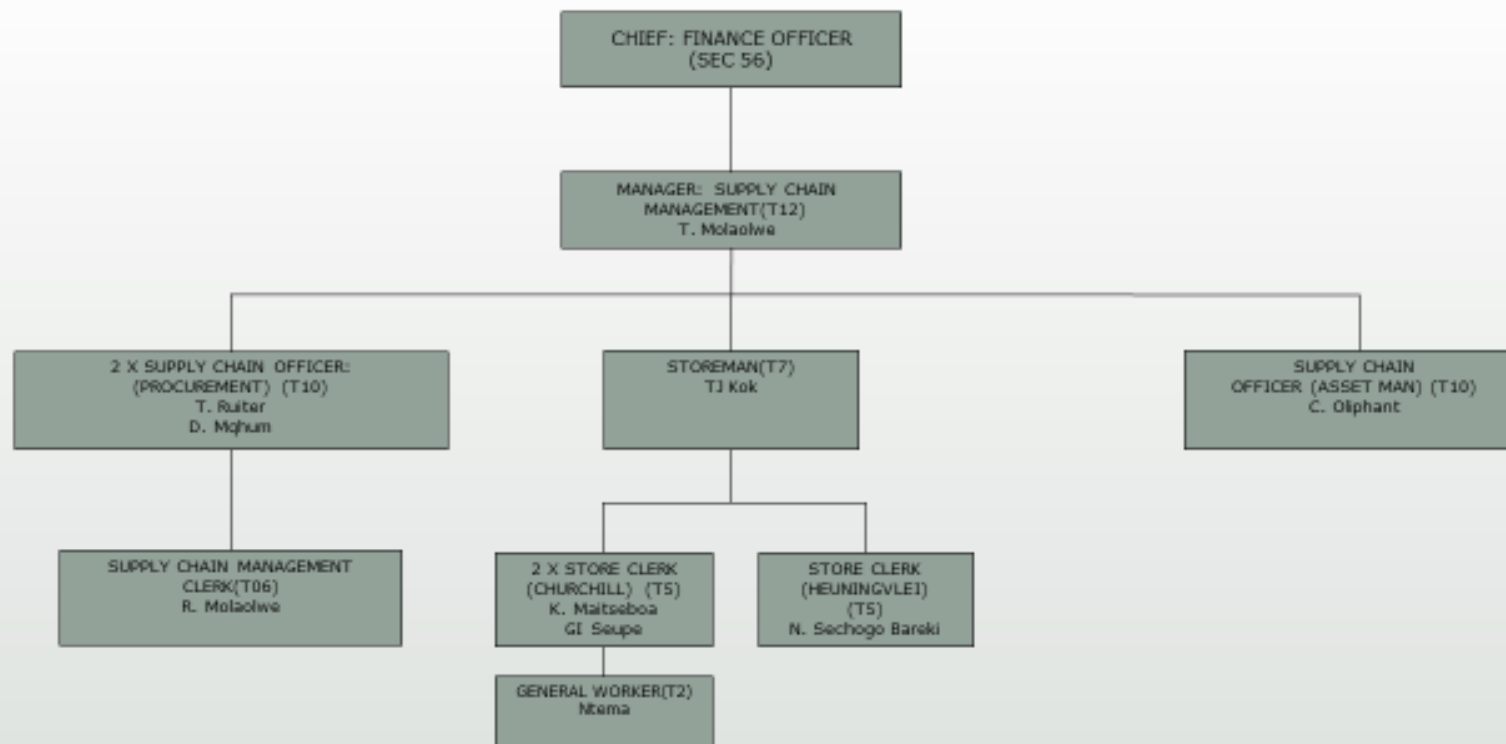 CHIEF: FINANCE OFFICER
(SEC 56)
MANAGER: SUPPLY CHAIN
MANAGEMENT(T12)
T. Molaolwe
2 X SUPPLY CHAIN OFFICER:
(PROCUREMENT) (T10)
T. Ruiter
D. Mqhum
STOREMAN(T7)
TJ Kok
SUPPLY CHAIN
OFFICER (ASSET MAN) (T10)
C. Oliphant
SUPPLY CHAIN MANAGEMENT
CLERK(T06)
R. Molaolwe
2 X STORE CLERK
(CHURCHILL) (T5)
K. Maitseboa
GI Seupe
STORE CLERK
(HEUNINGVLEI)
(T5)
N. Sechogo Bareki
GENERAL WORKER(T2)
Ntema